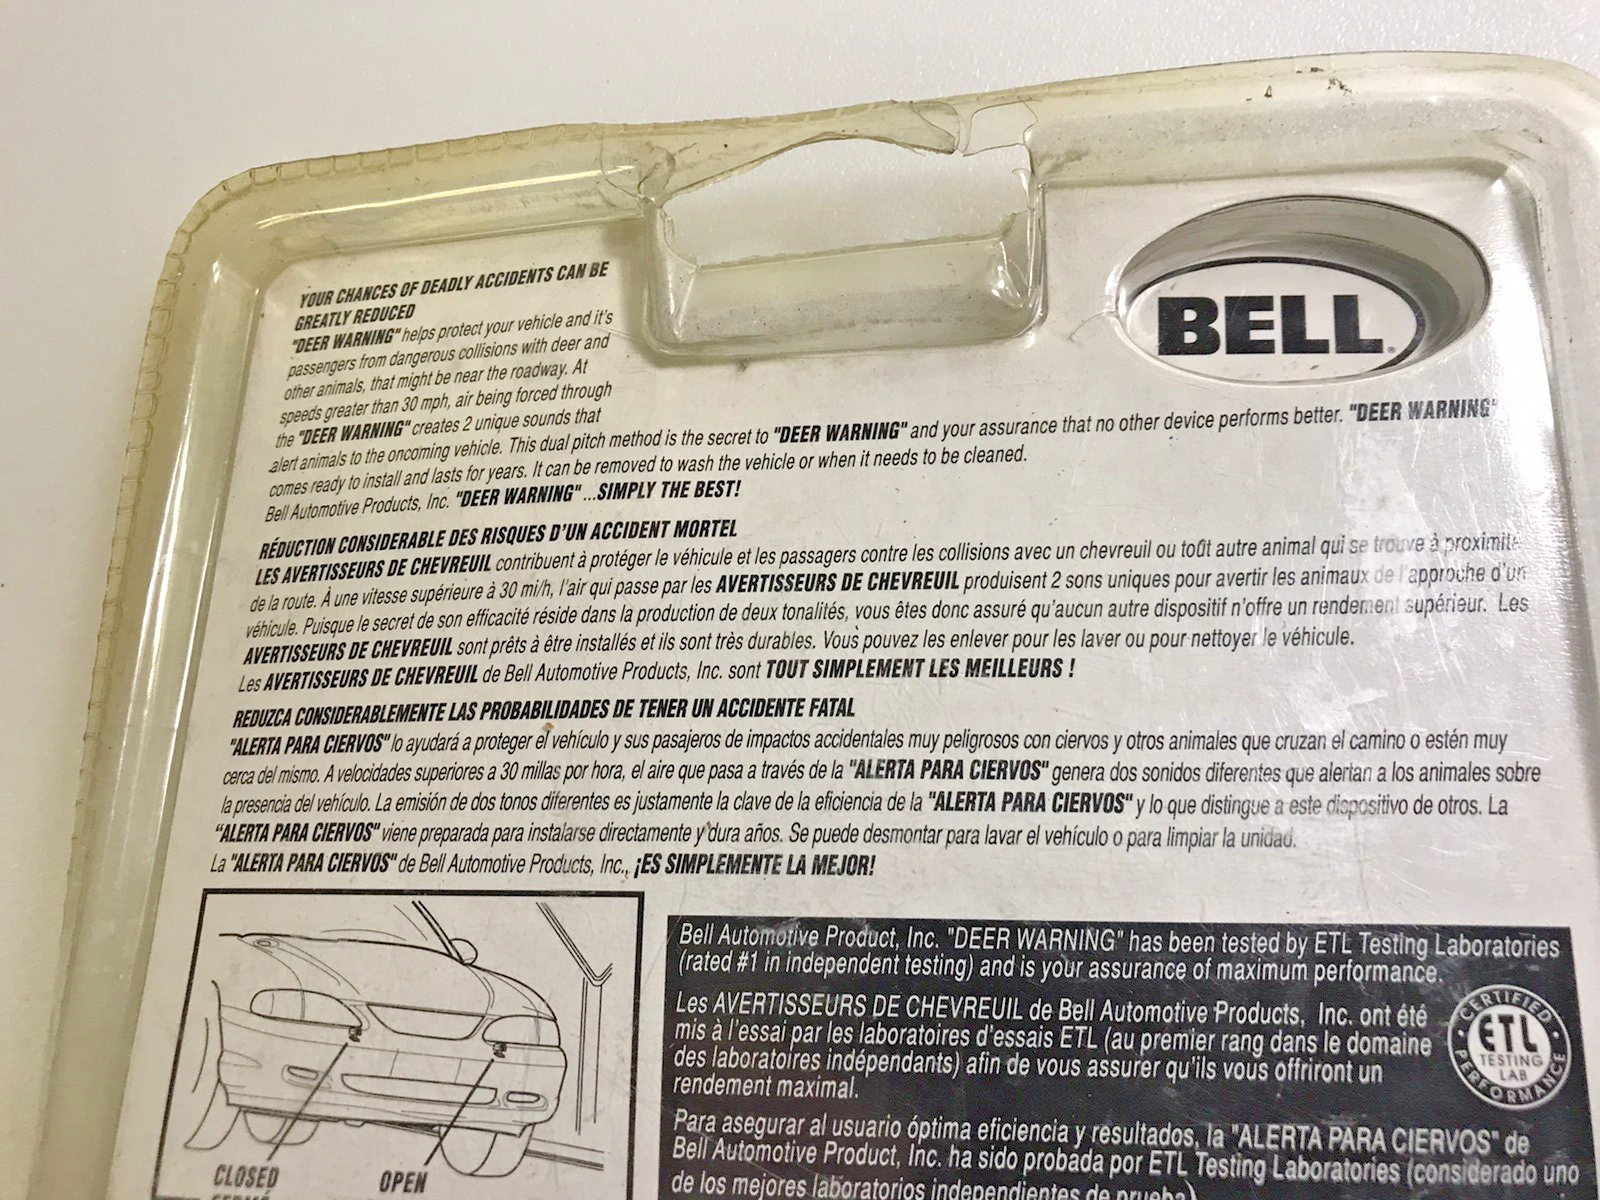 BELL
YOUR CHANCES OF DEADLY ACCIDENTS CAN BE
GREATLY REDUCED
"DEER WARNING" helps protect your vehicle and it's
passengers from dangerous collisions with deer and
other animals, that might be near the roadway. At
speeds greater than 30 mph, air being forced through
the "DEER WARNING" creates 2 unique sounds that
alert animals to the oncoming vehicle. This dual pitch method is the secret to "DEER WARNING" and your assurance that no other device performs better. "DEER WARNING"
comes ready to install and lasts for years. It can be removed to wash the vehicle or when it needs to be cleaned.
Bell Automotive Products, Inc. "DEER WARNING"...SIMPLY THE BEST!
RÉDUCTION CONSIDERABLE DES RISQUES D'UN ACCIDENT MORTEL
LES AVERTISSEURS DE CHEVREUIL contribuent à protéger le véhicule et les passagers contre les collisions avec un chevreuil ou toût autre animal qui se trouve à proximité
de la route. À une vitesse supérieure à 30 mi/h, l'air qui passe par les AVERTISSEURS DE CHEVREUIL produisent 2 sons uniques pour avertir les animaux de l'approche d'un
véhicule. Puisque le secret de son efficacité réside dans la production de deux tonalités, vous êtes donc assuré qu'aucun autre dispositif n'offre un rendement supérieur. Les
AVERTISSEURS DE CHEVREUIL sont prêts à être installés et ils sont très durables. Vous pouvez les enlever pour les laver ou pour nettoyer le véhicule.
Les AVERTISSEURS DE CHEVREUIL de Bell Automotive Products, Inc. sont TOUT SIMPLEMENT LES MEILLEURS !
REDUZCA CONSIDERABLEMENTE LAS PROBABILIDADES DE TENER UN ACCIDENTE FATAL
"ALERTA PARA CIERVOS" lo ayudará a proteger el vehículo y sus pasajeros de impactos accidentales muy peligrosos con ciervos y otros animales que cruzan el camino o estén muy
cerca del mismo. A velocidades superiores a 30 millas por hora, el aire que pasa a través de la "ALERTA PARA CIERVOS" genera dos sonidos diferentes que alertan a los animales sobre
la presencia del vehículo. La emisión de dos tonos diferentes es justamente la clave de la eficiencia de la "ALERTA PARA CIERVOS" y lo que distingue a este dispositivo de otros. La
"ALERTA PARA CIERVOS" viene preparada para instalarse directamente y dura años. Se puede desmontar para lavar el vehículo o para limpiar la unidad.
La "ALERTA PARA CIERVOS" de Bell Automotive Products, Inc., ¡ES SIMPLEMENTE LA MEJOR!
CLOSED OPEN
FERMÉ
Bell Automotive Product, Inc. "DEER WARNING" has been tested by ETL Testing Laboratories
(rated #1 in independent testing) and is your assurance of maximum performance.
Les AVERTISSEURS DE CHEVREUIL de Bell Automotive Products, Inc. ont été
mis à l'essai par les laboratoires d'essais ETL (au premier rang dans le domaine
des laboratoires indépendants) afin de vous assurer qu'ils vous offriront un
rendement maximal.
CERTIFIED
ETL
TESTING
LAB
PERFORMANCE
Para asegurar al usuario óptima eficiencia y resultados, la "ALERTA PARA CIERVOS" de
Bell Automotive Product, Inc. ha sido probada por ETL Testing Laboratories (considerado uno
de los mejores laboratorios independientes de prueba)